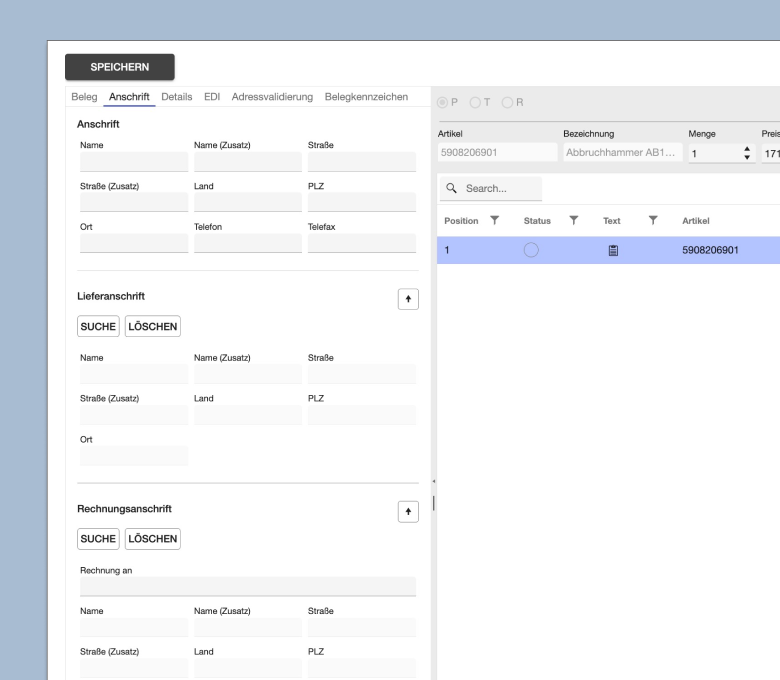 SPEICHERN
Beleg Anschrift Details EDI Adressvalidierung Belegkennzeichen
Anschrift
Name Name (Zusatz) Straße
Straße (Zusatz) Land PLZ
Ort Telefon Telefax
Lieferanschrift
SUCHE LÖSCHEN
Name Name (Zusatz) Straße
Straße (Zusatz) Land PLZ
Ort
Rechnungsanschrift
SUCHE LÖSCHEN
Rechnung an
Name Name (Zusatz) Straße
Straße (Zusatz) Land PLZ
P T R
Artikel Bezeichnung Menge Preis
5908206901 Abbruchhammer AB1... 1 171
Search...
Position Status Text Artikel
1 5908206901